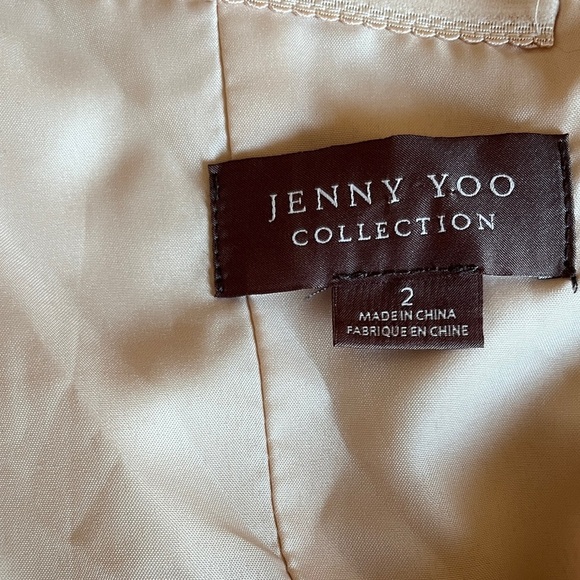 JENNY YOO
COLLECTION
2
MADE IN CHINA
FABRIQUE EN CHINE